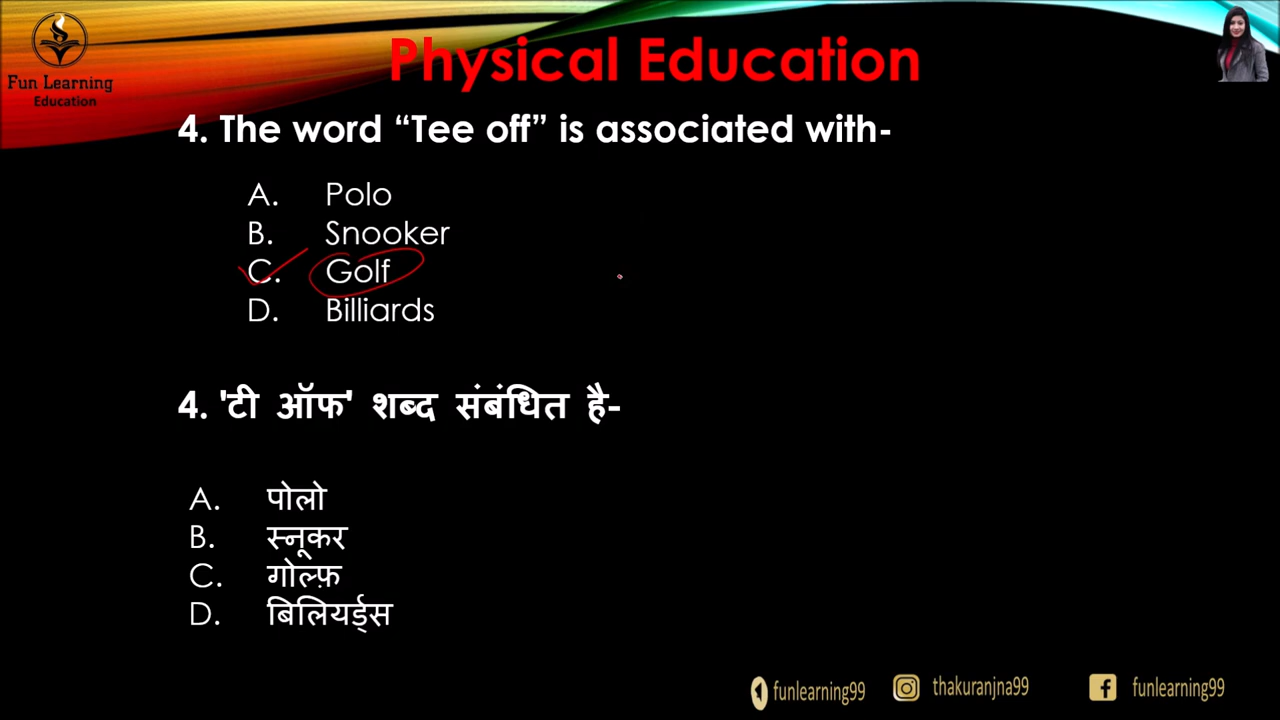 Fun Learning
Education
Physical Education
4. The word “Tee off” is associated with-
A. Polo
B. Snooker
C. Golf
D. Billiards
4. 'टी ऑफ' शब्द संबंधित है-
A. पोलो
B. स्नूकर
C. गोल्फ़
D. बिलियर्ड्स
funlearning99
thakuranjna99
funlearning99